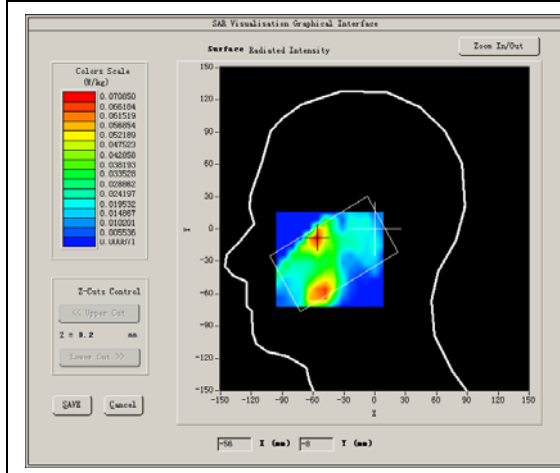 SAR Visualisation Graphical Interface
Surface Radiated Intensity
Zoom In/Out
Colors Scale
(W/kg)
0.070850
0.066184
0.061519
0.056854
0.052189
0.047523
0.042858
0.038193
0.033528
0.028862
0.024197
0.019532
0.014867
0.010201
0.005536
0.000871
150
120
90
60
30
0
-30
-60
-90
-120
-150
Y
-150 -120 -90 -60 -30 0 30 60 90 120 150
X
Z-Cuts Control
<< Upper Cut
Z = 0.2 mm
Lower Cut >>
SAVE Cancel
-56 X (mm) -8 Y (mm)